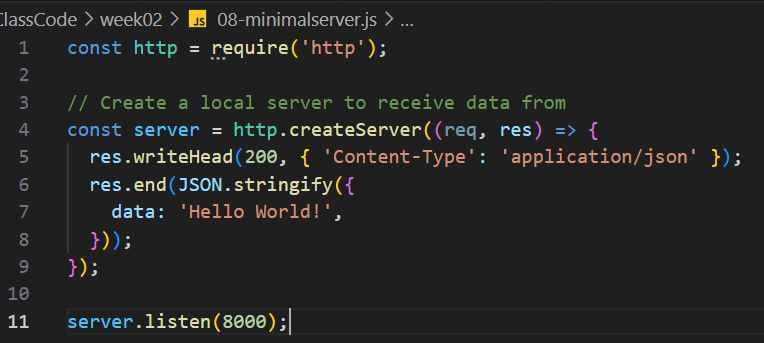 ClassCode > week02 > JS 08-minimalserver.js > ...
1 const http = require('http');
2
3 // Create a local server to receive data from
4 const server = http.createServer((req, res) => {
5   res.writeHead(200, { 'Content-Type': 'application/json' });
6   res.end(JSON.stringify({
7     data: 'Hello World!',
8   }));
9 });
10
11 server.listen(8000);